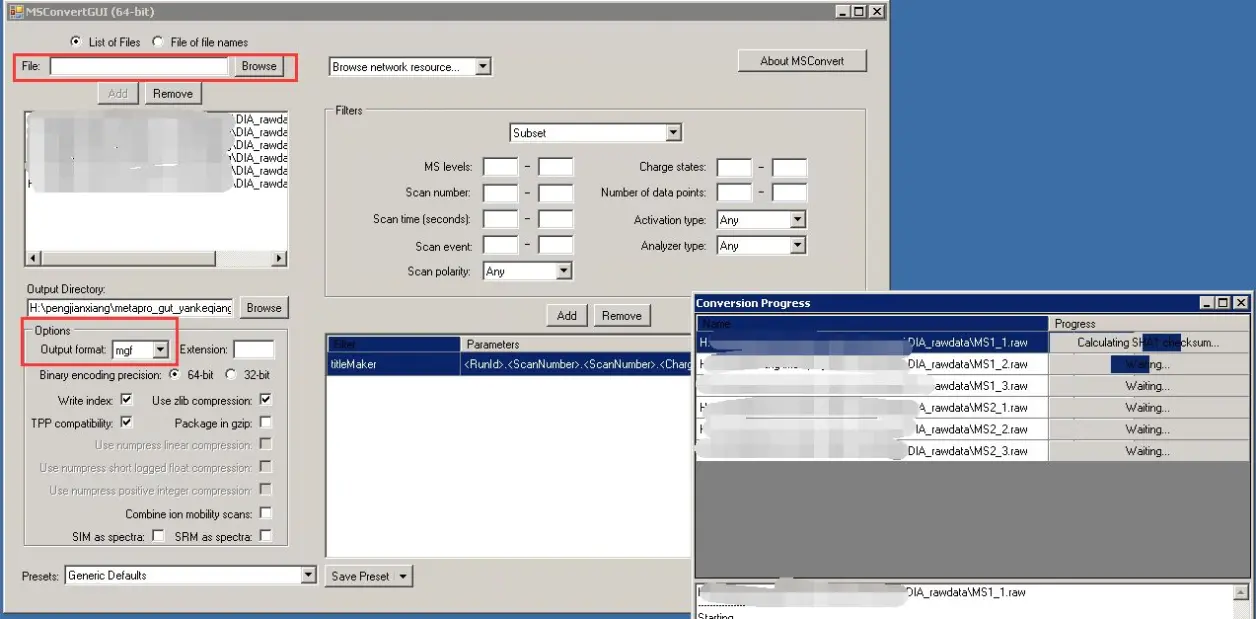 MSConvertGUI (64-bit)
List of Files File of file names
File: Browse
Browse network resource...
About MSConvert
Add Remove
\DIA_rawda
\DIA_rawda
\DIA_rawda
\DIA_rawda
\DIA_rawda
\DIA_rawda
Filters
Subset
MS levels: - Charge states: -
Scan number: - Number of data points: -
Scan time (seconds): - Activation type: Any
Scan event: - Analyzer type: Any
Scan polarity: Any
Output Directory:
H:\pengjianxiang\metapro_gut_yankeqiang Browse
Add Remove
Options
Output format: mgf Extension:
Binary encoding precision: 64-bit 32-bit
Write index: Use zlib compression:
TPP compatibility: Package in gzip:
Use numpress linear compression:
Use numpress short logged float compression:
Use numpress positive integer compression:
Combine ion mobility scans:
SIM as spectra: SRM as spectra:
Presets: Generic Defaults Save Preset
Filter Parameters
titleMaker <RunId>.<ScanNumber>.<ScanNumber>.<Charg
Conversion Progress
Name Progress
H: DIA_rawdata\MS1_1.raw Calculating SHA1 checksum...
DIA_rawdata\MS1_2.raw Waiting...
DIA_rawdata\MS1_3.raw Waiting...
DIA_rawdata\MS2_1.raw Waiting...
DIA_rawdata\MS2_2.raw Waiting...
DIA_rawdata\MS2_3.raw Waiting...
DIA_rawdata\MS1_1.raw
Starting